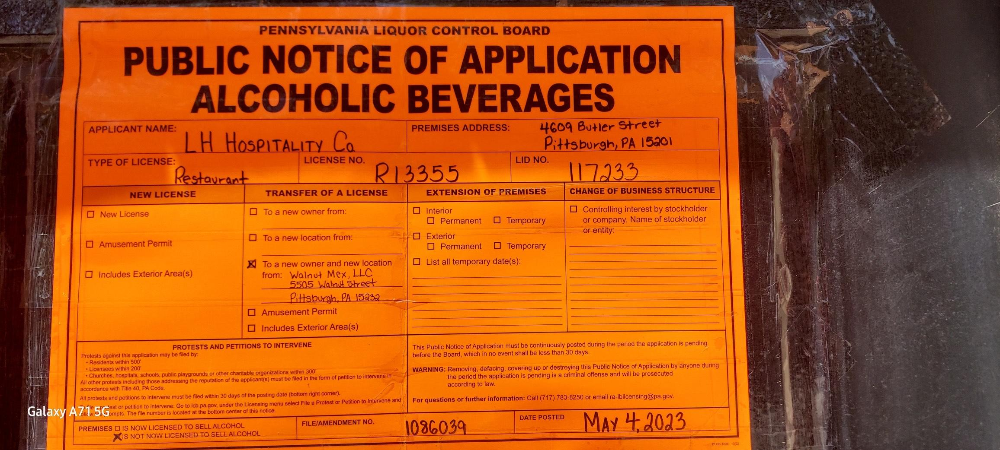 PENNSYLVANIA LIQUOR CONTROL BOARD
PUBLIC NOTICE OF APPLICATION
ALCOHOLIC BEVERAGES
APPLICANT NAME: LH HOSPITALITY Co
PREMISES ADDRESS: 4609 Butler Street
Pittsburgh, PA 15201
TYPE OF LICENSE: Restaurant
LICENSE NO. R13355
LID NO. 117233
NEW LICENSE
☐ New License
☐ Amusement Permit
☐ Includes Exterior Area(s)
TRANSFER OF A LICENSE
☐ To a new owner from:
☐ To a new location from:
☒ To a new owner and new location
from: Walnut Mex, LLC
5505 Walnut Street
Pittsburgh, PA 15232
☐ Amusement Permit
☐ Includes Exterior Area(s)
EXTENSION OF PREMISES
☐ Interior
☐ Permanent ☐ Temporary
☐ Exterior
☐ Permanent ☐ Temporary
☐ List all temporary date(s):
CHANGE OF BUSINESS STRUCTURE
☐ Controlling interest by stockholder
or company. Name of stockholder
or entity:
PROTESTS AND PETITIONS TO INTERVENE
Protests against this application may be filed by:
• Residents within 500'
• Licensees within 200'
• Churches, hospitals, schools, public playgrounds or other charitable organizations within 300'
All other protests including those addressing the reputation of the applicant(s) must be filed in the form of petition to intervene in
accordance with Title 40, PA Code.
All protests and petitions to intervene must be filed within 30 days of the posting date (bottom right corner).
or petition to intervene: Go to lcb.pa.gov, under the Licensing menu select File a Protest or Petition to Intervene and
The file number is located at the bottom center of this notice.
This Public Notice of Application must be continuously posted during the period the application is pending
before the Board, which in no event shall be less than 30 days.
WARNING: Removing, defacing, covering up or destroying this Public Notice of Application by anyone during
the period the application is pending is a criminal offense and will be prosecuted
according to law.
For questions or further information: Call (717) 783-8250 or email ra-lblicensing@pa.gov.
Galaxy A71 5G
PREMISES ☐ IS NOW LICENSED TO SELL ALCOHOL
☒ IS NOT NOW LICENSED TO SELL ALCOHOL
FILE/AMENDMENT NO. 1086039
DATE POSTED MAY 4, 2023
PLCB-1298 10/22